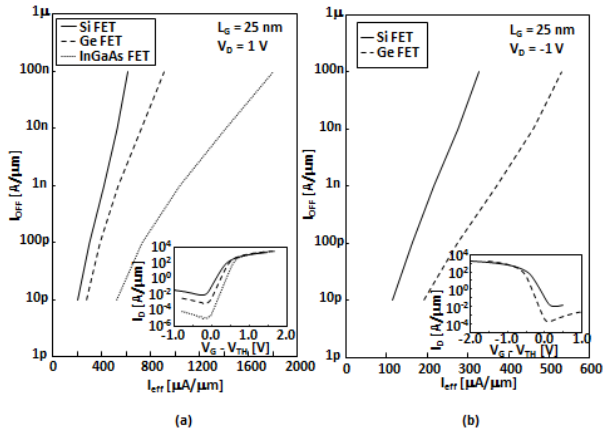 1µ
100n
10n
1n
100p
10p
1p
I_OFF [A/µm]
Si FET
Ge FET
InGaAs FET
L_G = 25 nm
V_D = 1 V
10^4
10^2
10^0
10^-2
10^-4
10^-6
I_D [A/µm]
-1.0 0.0 1.0 2.0
V_G - V_TH [V]
0 400 800 1200 1600 2000
I_eff [µA/µm]
(a)
1µ
100n
10n
1n
100p
10p
1p
I_OFF [A/µm]
Si FET
Ge FET
L_G = 25 nm
V_D = -1 V
10^4
10^2
10^0
10^-2
10^-4
I_D [A/µm]
-2.0 -1.0 0.0 1.0
V_G - V_TH [V]
0 100 200 300 400 500 600
I_eff [µA/µm]
(b)